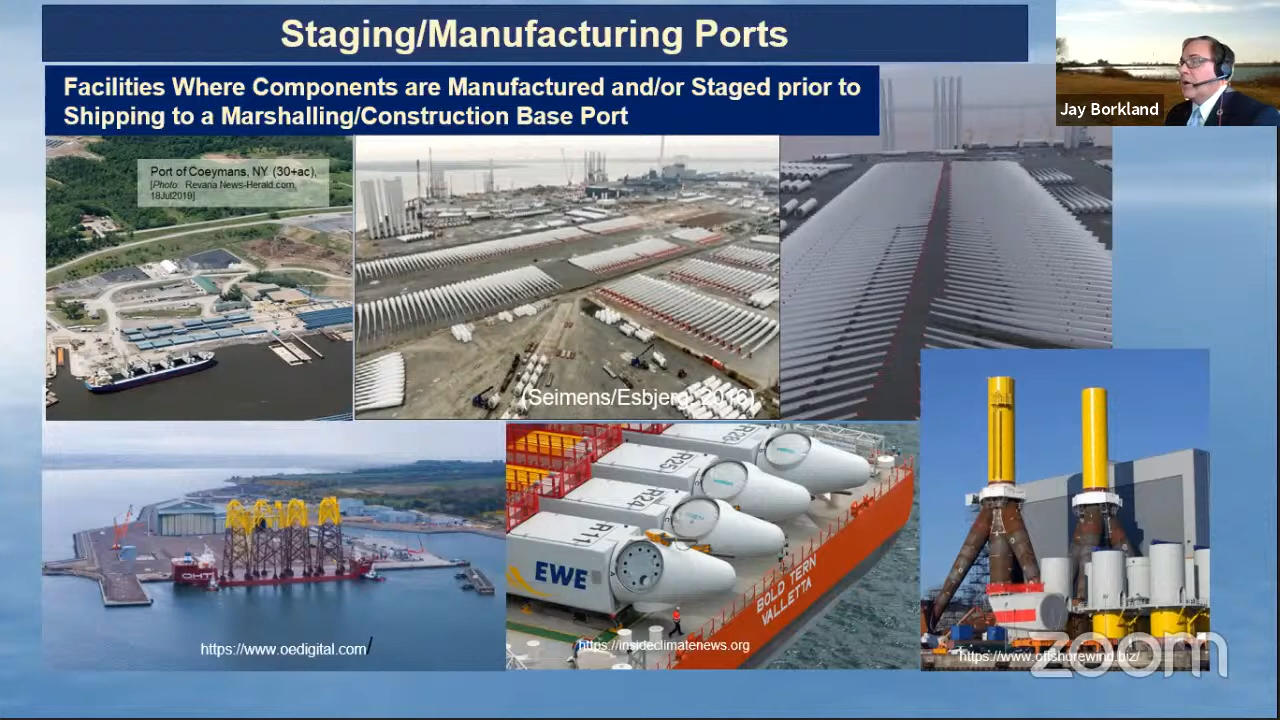 Staging/Manufacturing Ports
Facilities Where Components are Manufactured and/or Staged prior to
Shipping to a Marshalling/Construction Base Port
Jay Borkland
Port of Coeymans, NY (30+ac),
[Photo: Revana News-Herald.com,
18Jul2019]
(Seimens/Esbjerg, 2016)
OHT
https://www.oedigital.com/
R11
R24
R25
R26
EWE
BOLD TERN
VALLETTA
https://insideclimatenews.org
https://www.offshorewind.biz/
zoom